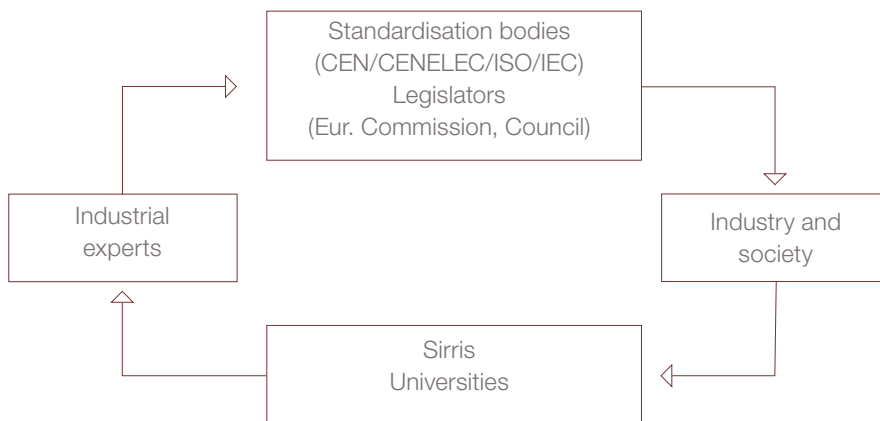 Standardisation bodies
(CEN/CENELEC/ISO/IEC)
Legislators
(Eur. Commission, Council)
Industrial
experts
Industry and
society
Sirris
Universities